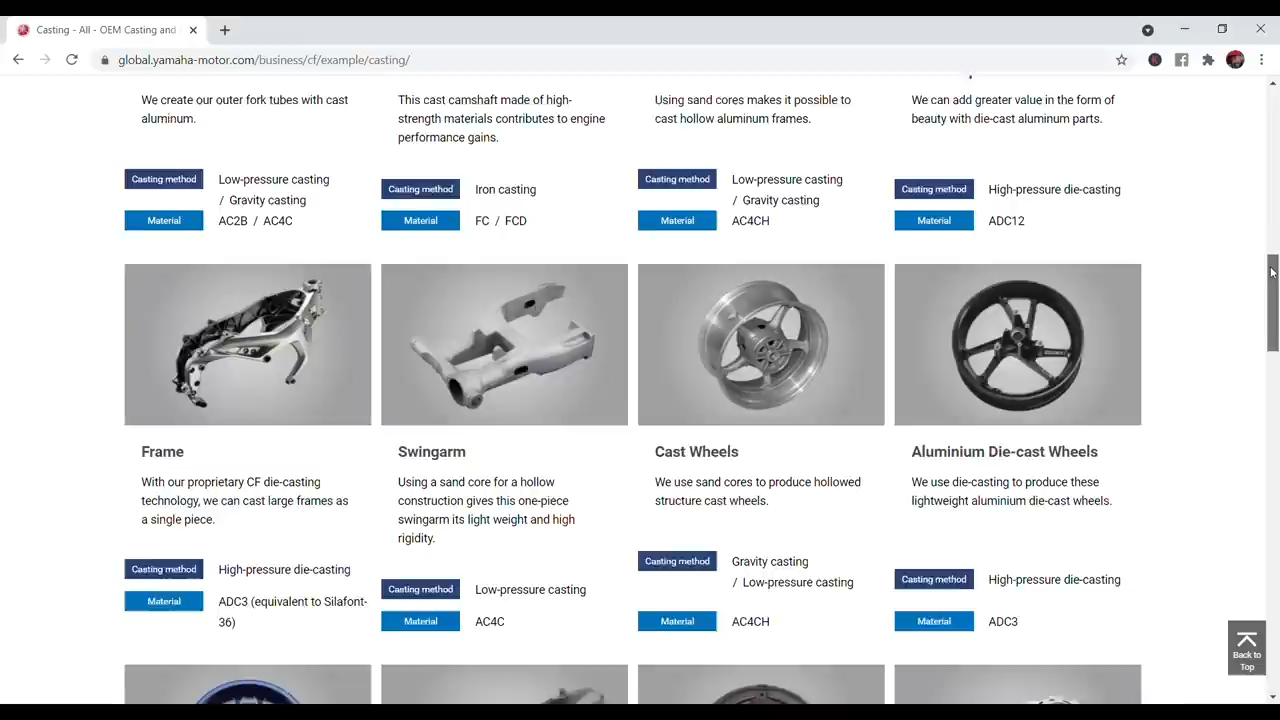 Casting - All - OEM Casting and
global.yamaha-motor.com/business/cf/example/casting/
We create our outer fork tubes with cast
aluminum.
Casting method
Low-pressure casting
/ Gravity casting
Material
AC2B / AC4C
This cast camshaft made of high-
strength materials contributes to engine
performance gains.
Casting method
Iron casting
Material
FC / FCD
Using sand cores makes it possible to
cast hollow aluminum frames.
Casting method
Low-pressure casting
/ Gravity casting
Material
AC4CH
We can add greater value in the form of
beauty with die-cast aluminum parts.
Casting method
High-pressure die-casting
Material
ADC12
Frame
With our proprietary CF die-casting
technology, we can cast large frames as
a single piece.
Casting method
High-pressure die-casting
Material
ADC3 (equivalent to Silafont-
36)
Swingarm
Using a sand core for a hollow
construction gives this one-piece
swingarm its light weight and high
rigidity.
Casting method
Low-pressure casting
Material
AC4C
Cast Wheels
We use sand cores to produce hollowed
structure cast wheels.
Casting method
Gravity casting
/ Low-pressure casting
Material
AC4CH
Aluminium Die-cast Wheels
We use die-casting to produce these
lightweight aluminium die-cast wheels.
Casting method
High-pressure die-casting
Material
ADC3
Back to
Top